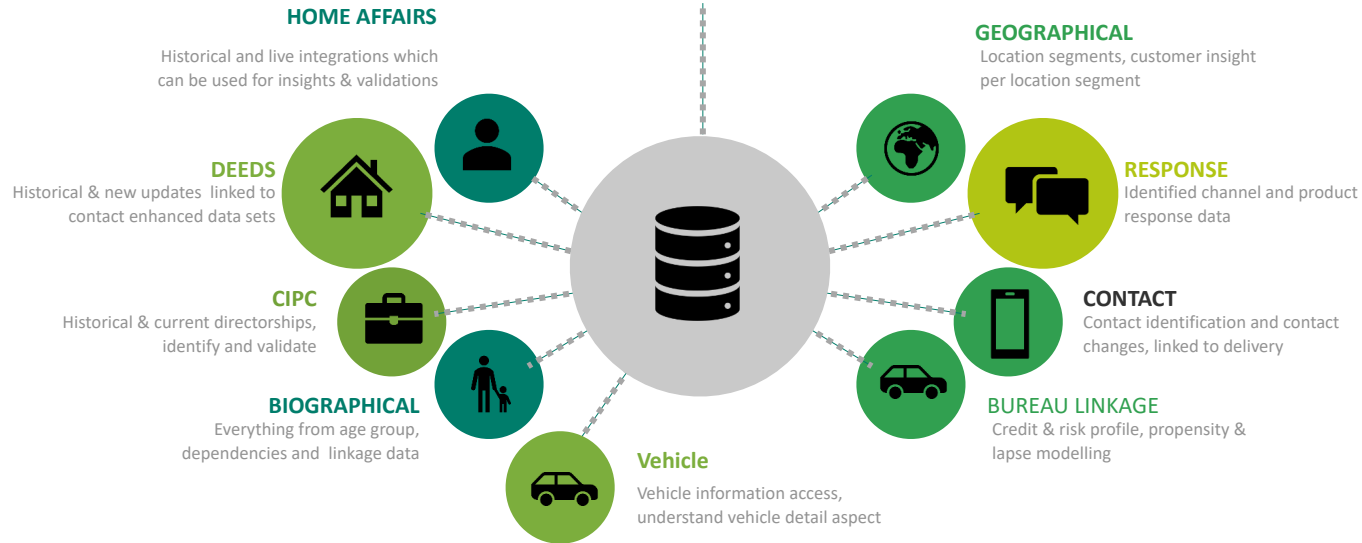 HOME AFFAIRS
Historical and live integrations which
can be used for insights & validations
DEEDS
Historical & new updates linked to
contact enhanced data sets
CIPC
Historical & current directorships,
identify and validate
BIOGRAPHICAL
Everything from age group,
dependencies and linkage data
Vehicle
Vehicle information access,
understand vehicle detail aspect
GEOGRAPHICAL
Location segments, customer insight
per location segment
RESPONSE
Identified channel and product
response data
CONTACT
Contact identification and contact
changes, linked to delivery
BUREAU LINKAGE
Credit & risk profile, propensity &
lapse modelling